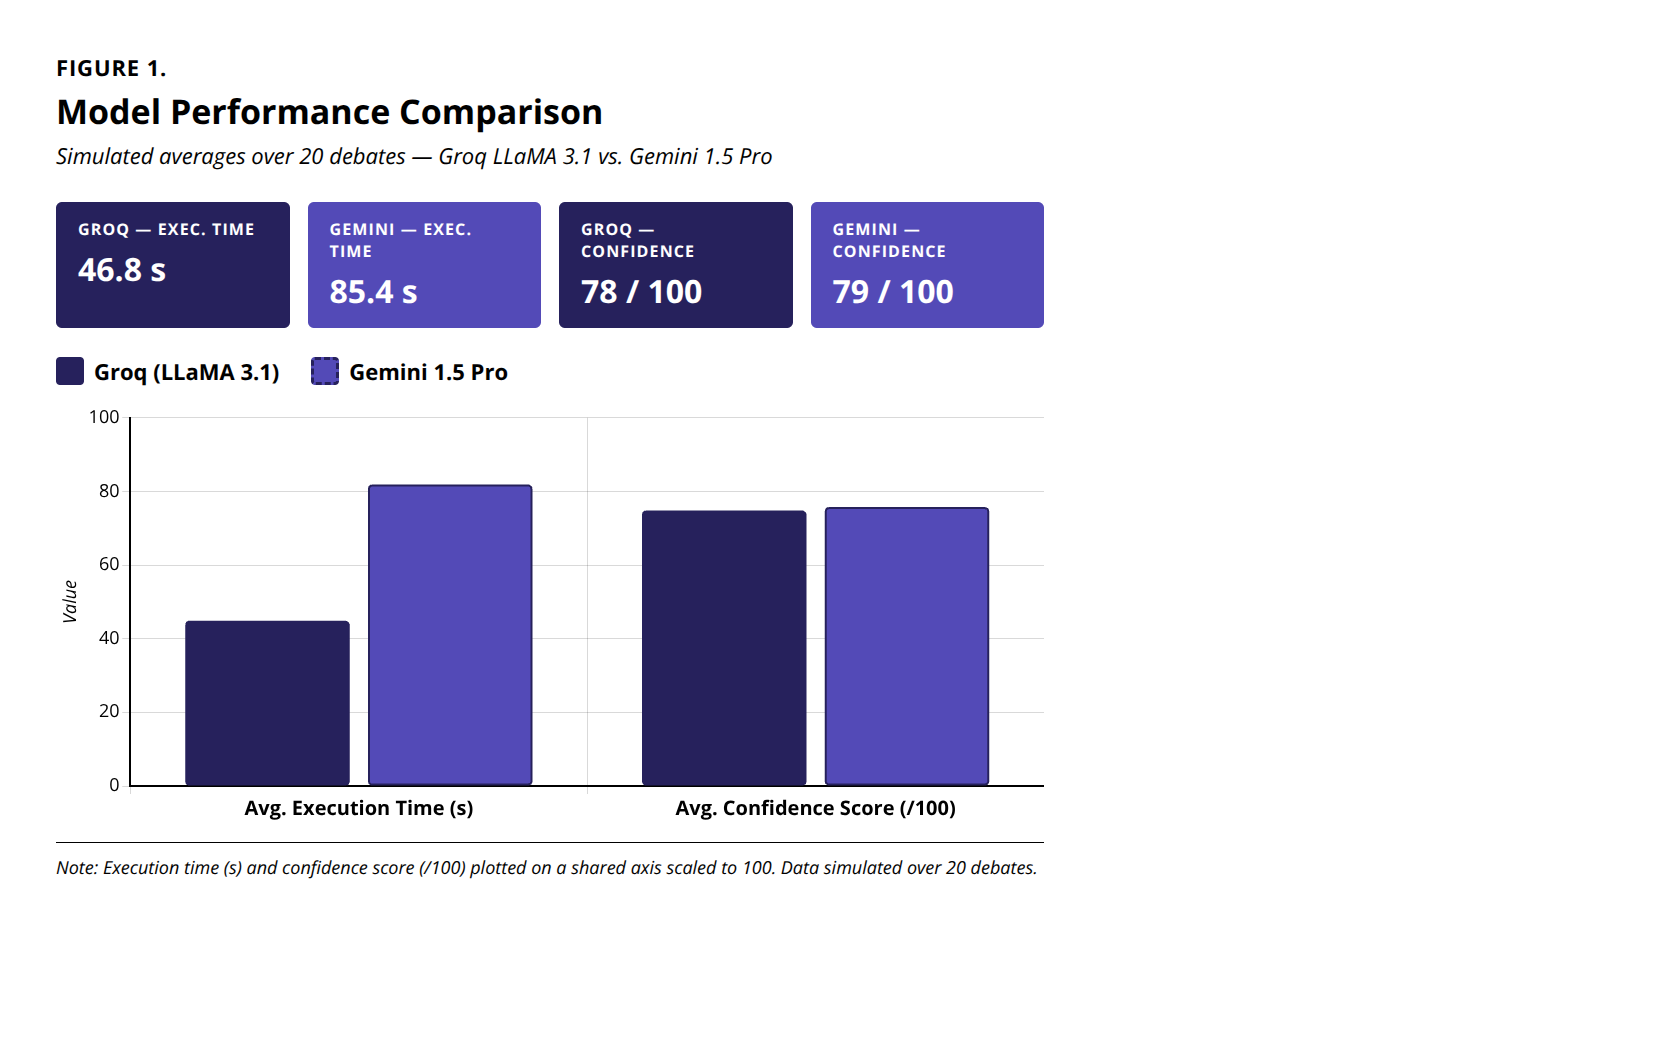 FIGURE 1.
Model Performance Comparison
Simulated averages over 20 debates — Groq LLaMA 3.1 vs. Gemini 1.5 Pro
GROQ — EXEC. TIME
46.8 s
GEMINI — EXEC.
TIME
85.4 s
GROQ —
CONFIDENCE
78 / 100
GEMINI —
CONFIDENCE
79 / 100
Groq (LLaMA 3.1)
Gemini 1.5 Pro
100
80
60
40
20
0
Value
Avg. Execution Time (s)
Avg. Confidence Score (/100)
Note: Execution time (s) and confidence score (/100) plotted on a shared axis scaled to 100. Data simulated over 20 debates.